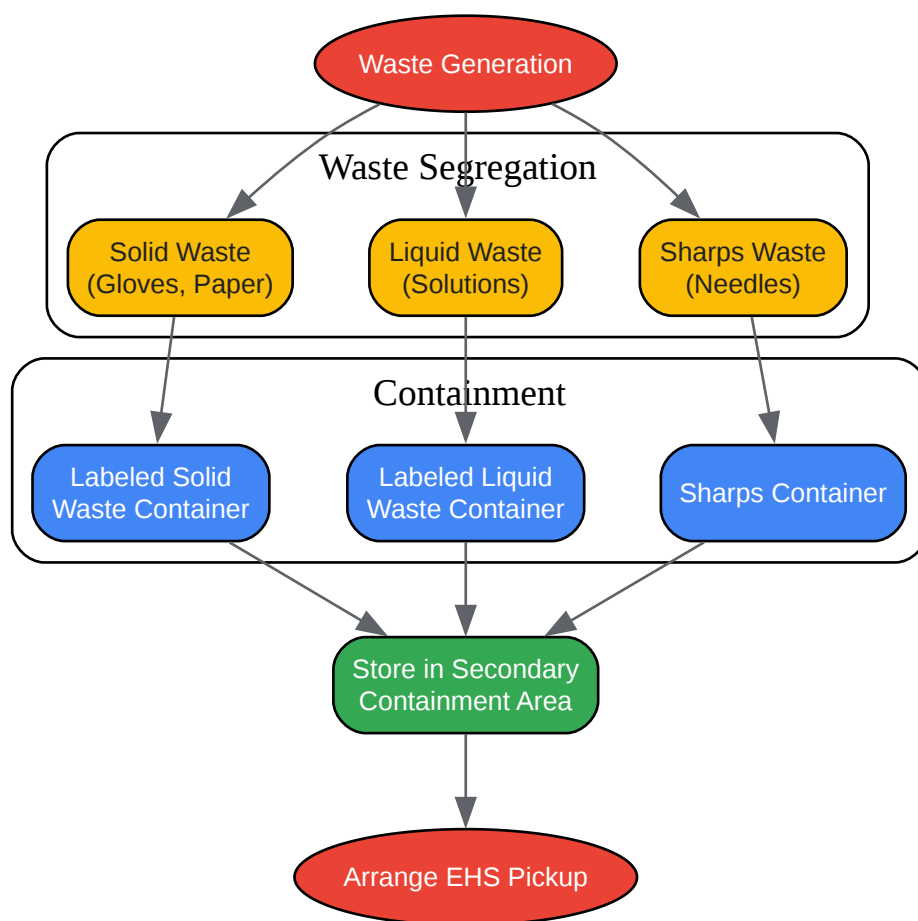 Waste Generation
Waste Segregation
Solid Waste
(Gloves, Paper)
Liquid Waste
(Solutions)
Sharps Waste
(Needles)
Containment
Labeled Solid
Waste Container
Labeled Liquid
Waste Container
Sharps Container
Store in Secondary
Containment Area
Arrange EHS Pickup